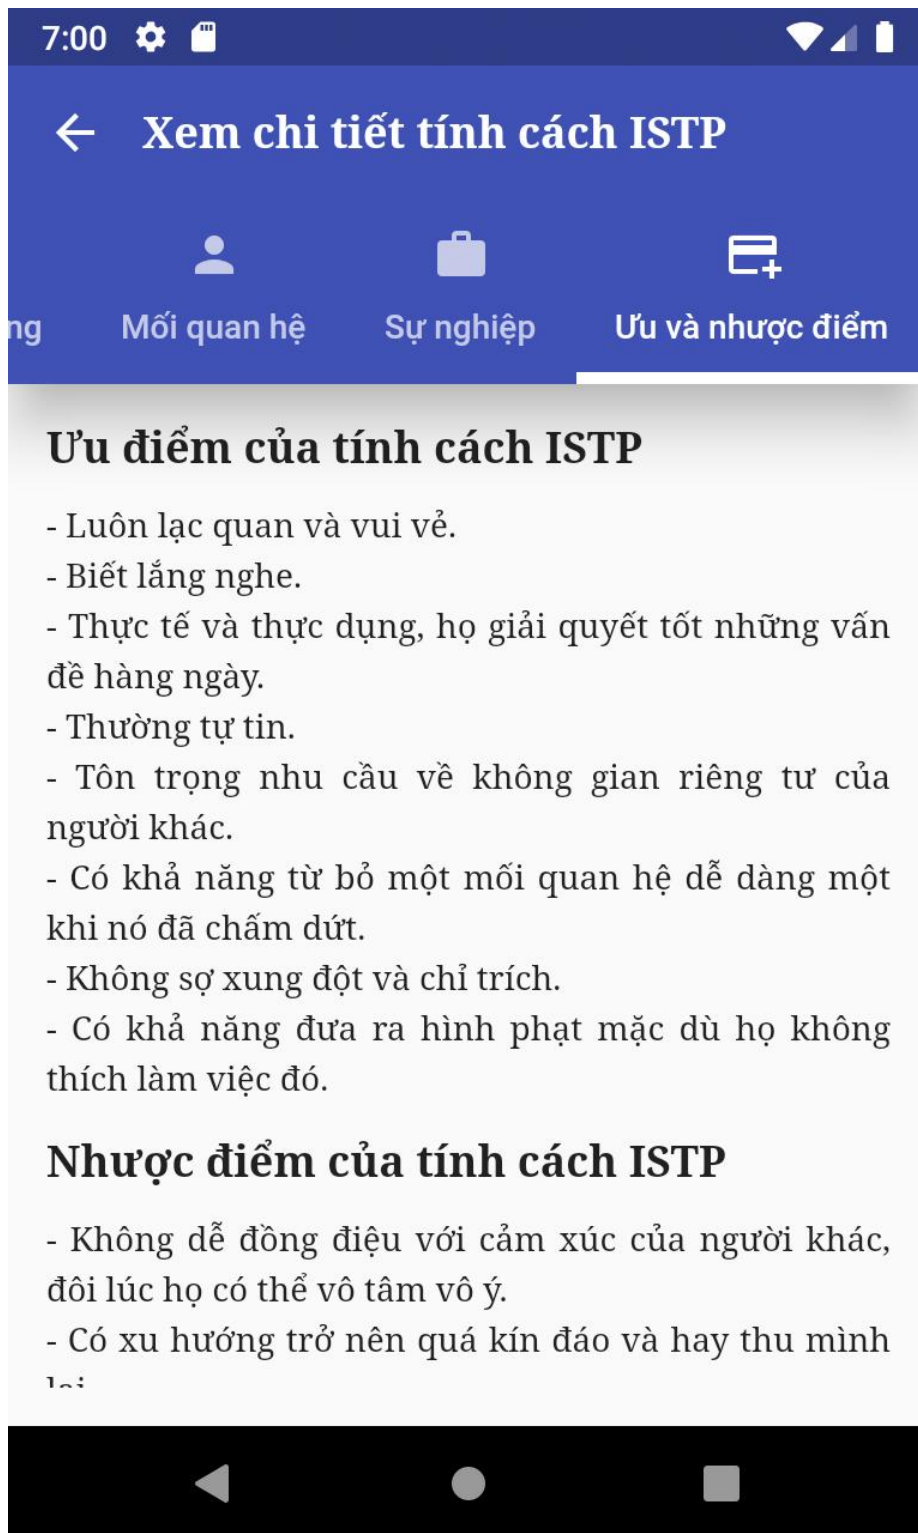 7:00
Xem chi tiết tính cách ISTP
ng
Mối quan hệ
Sự nghiệp
Ưu và nhược điểm
Ưu điểm của tính cách ISTP
- Luôn lạc quan và vui vẻ.
- Biết lắng nghe.
- Thực tế và thực dụng, họ giải quyết tốt những vấn
đề hàng ngày.
- Thường tự tin.
- Tôn trọng nhu cầu về không gian riêng tư của
người khác.
- Có khả năng từ bỏ một mối quan hệ dễ dàng một
khi nó đã chấm dứt.
- Không sợ xung đột và chỉ trích.
- Có khả năng đưa ra hình phạt mặc dù họ không
thích làm việc đó.
Nhược điểm của tính cách ISTP
- Không dễ đồng điệu với cảm xúc của người khác,
đôi lúc họ có thể vô tâm vô ý.
- Có xu hướng trở nên quá kín đáo và hay thu mình